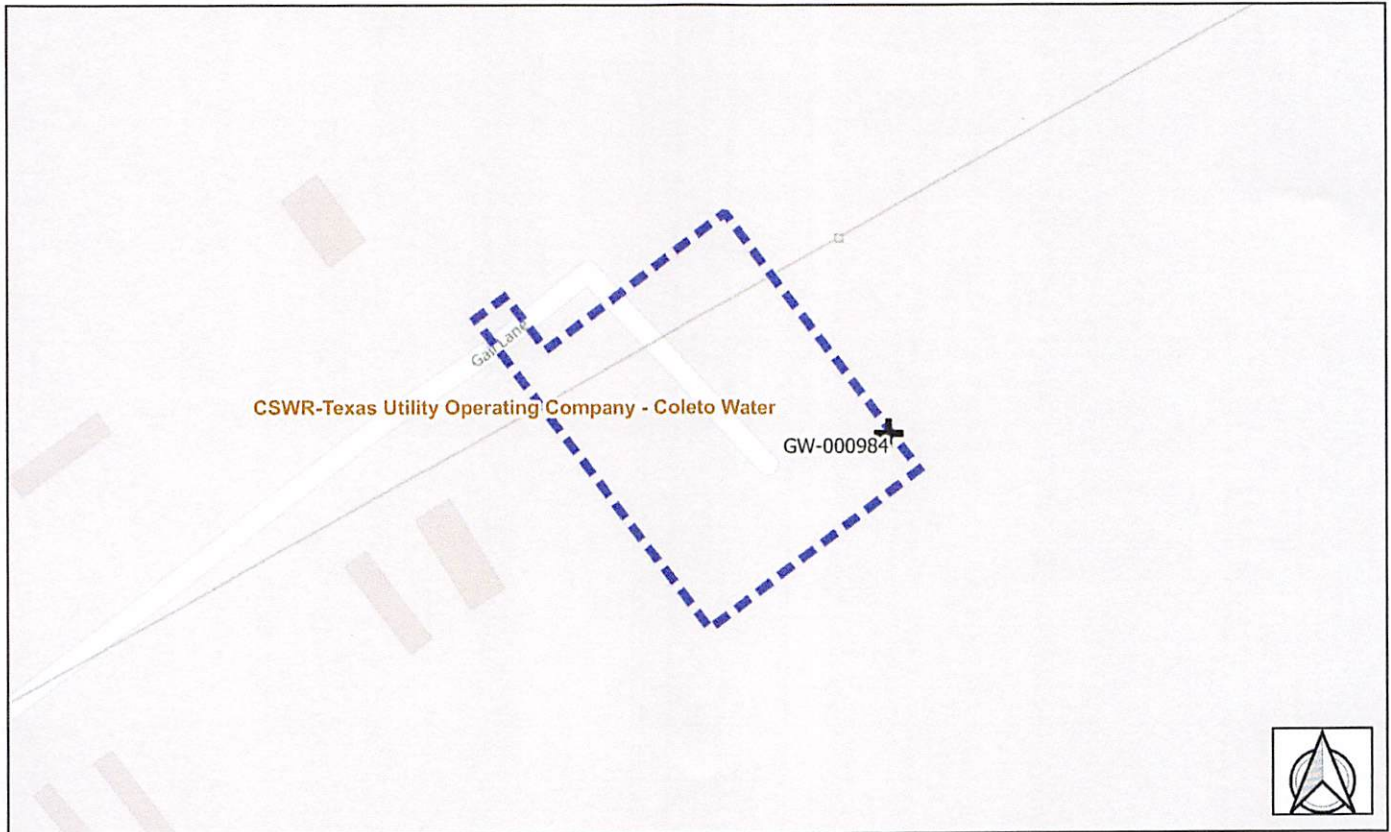 Gail Lane
CSWR-Texas Utility Operating Company - Coleto Water
GW-000984